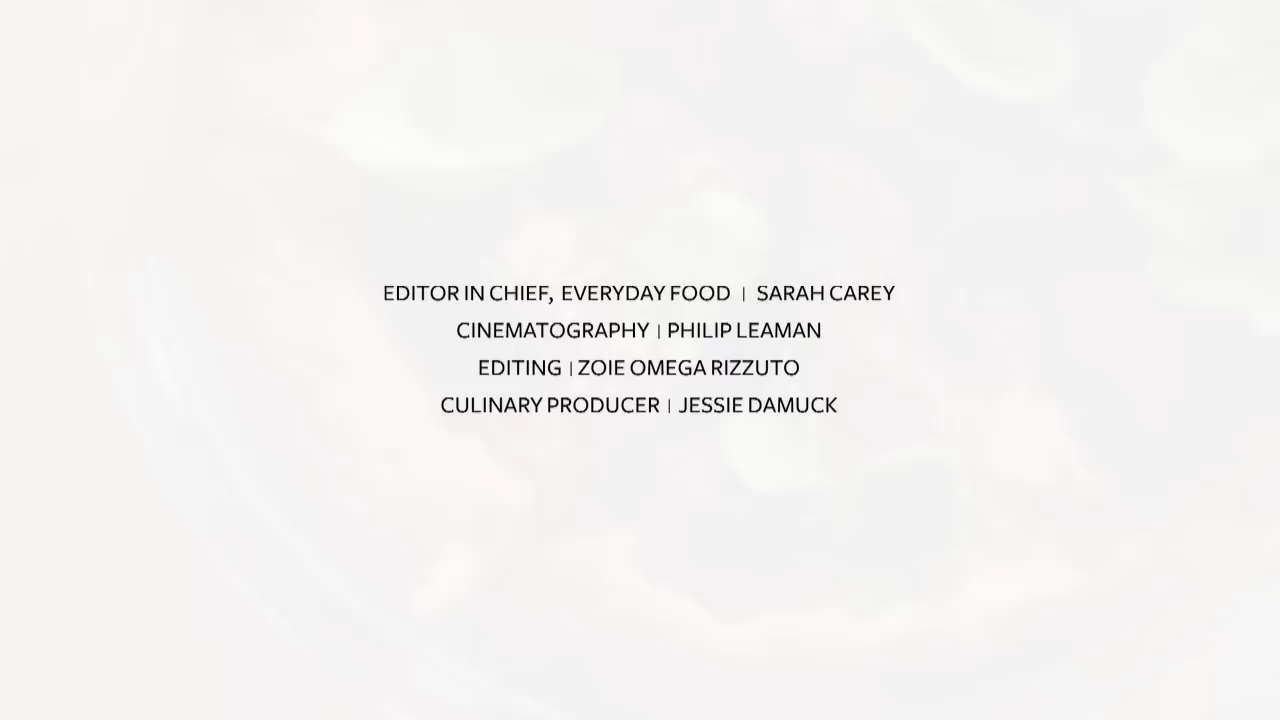 EDITOR IN CHIEF, EVERYDAY FOOD | SARAH CAREY
CINEMATOGRAPHY | PHILIP LEAMAN
EDITING | ZOIE OMEGA RIZZUTO
CULINARY PRODUCER | JESSIE DAMUCK